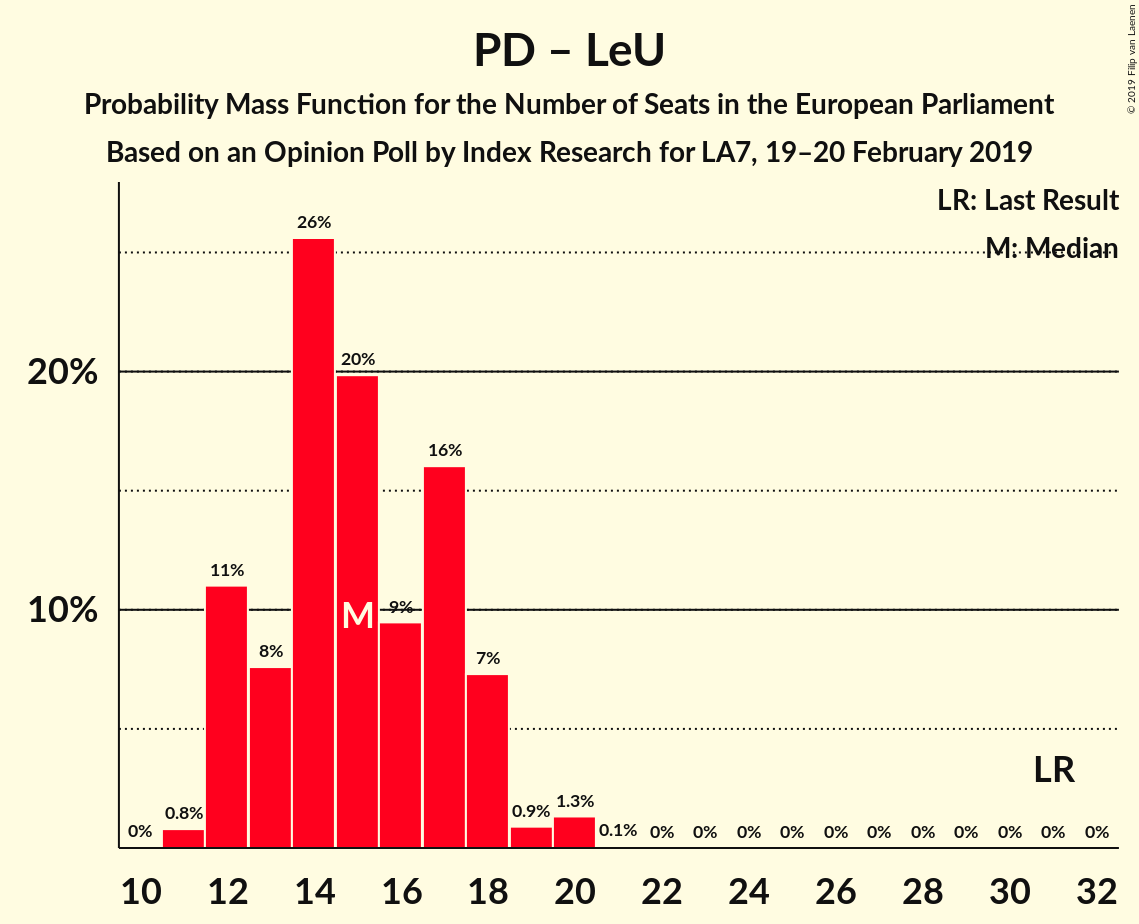 PD – LeU
Probability Mass Function for the Number of Seats in the European Parliament
Based on an Opinion Poll by Index Research for LA7, 19–20 February 2019
© 2019 Filip van Laenen
LR: Last Result
M: Median
20%
10%
0%
0.8%
11%
8%
26%
20%
9%
16%
7%
0.9%
1.3%
0.1%
0%
0%
0%
0%
0%
0%
0%
0%
0%
0%
0%
M
LR
10 12 14 16 18 20 22 24 26 28 30 32